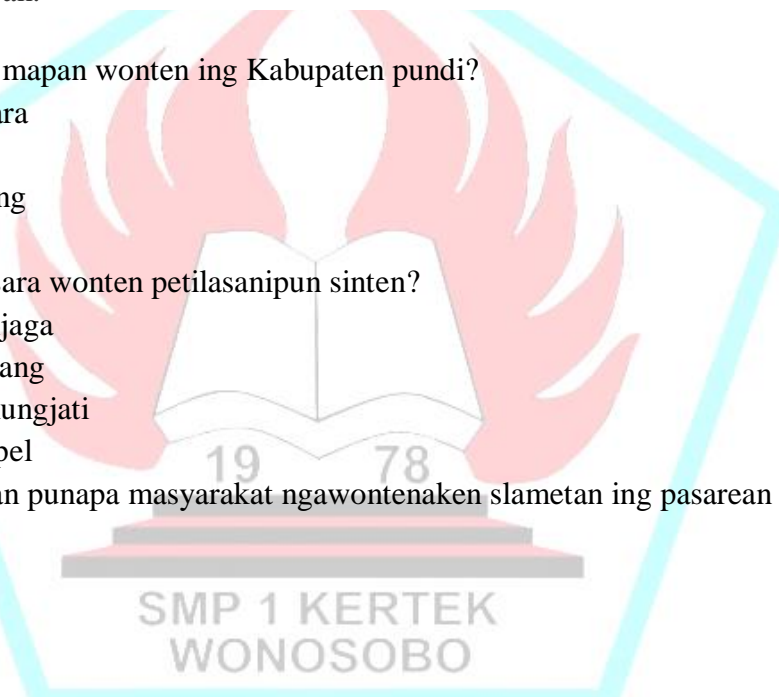 mapan wonten ing Kabupaten pundi?
ara
ng
ara wonten petilasanipun sinten?
jaga
ang
ungjati
pel
an punapa masyarakat ngawontenaken slametan ing pasarean
19 78
SMP 1 KERTEK
WONOSOBO